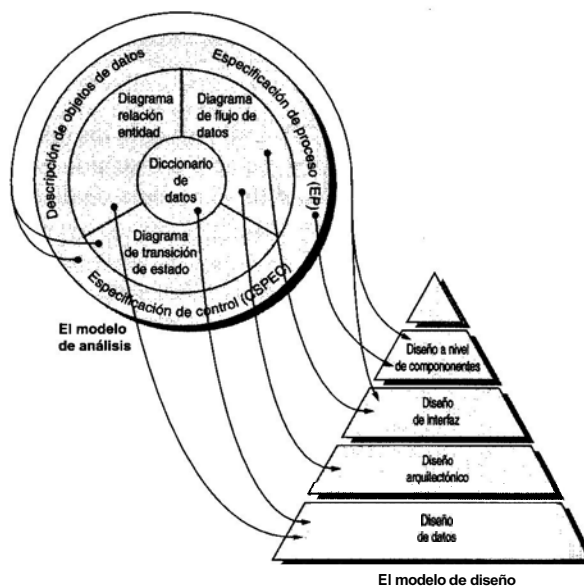 Descripción de objetos de datos
Especificación de proceso (EP)
Diagrama
relación
entidad
Diagrama
de flujo de
datos
Diccionario
de
datos
Diagrama
de transición
de estado
Especificación de control (CSPEC)
El modelo
de análisis
Diseño a nivel
de compononentes
Diseño
de interfaz
Diseño
arquitectónico
Diseño
de datos
El modelo de diseño